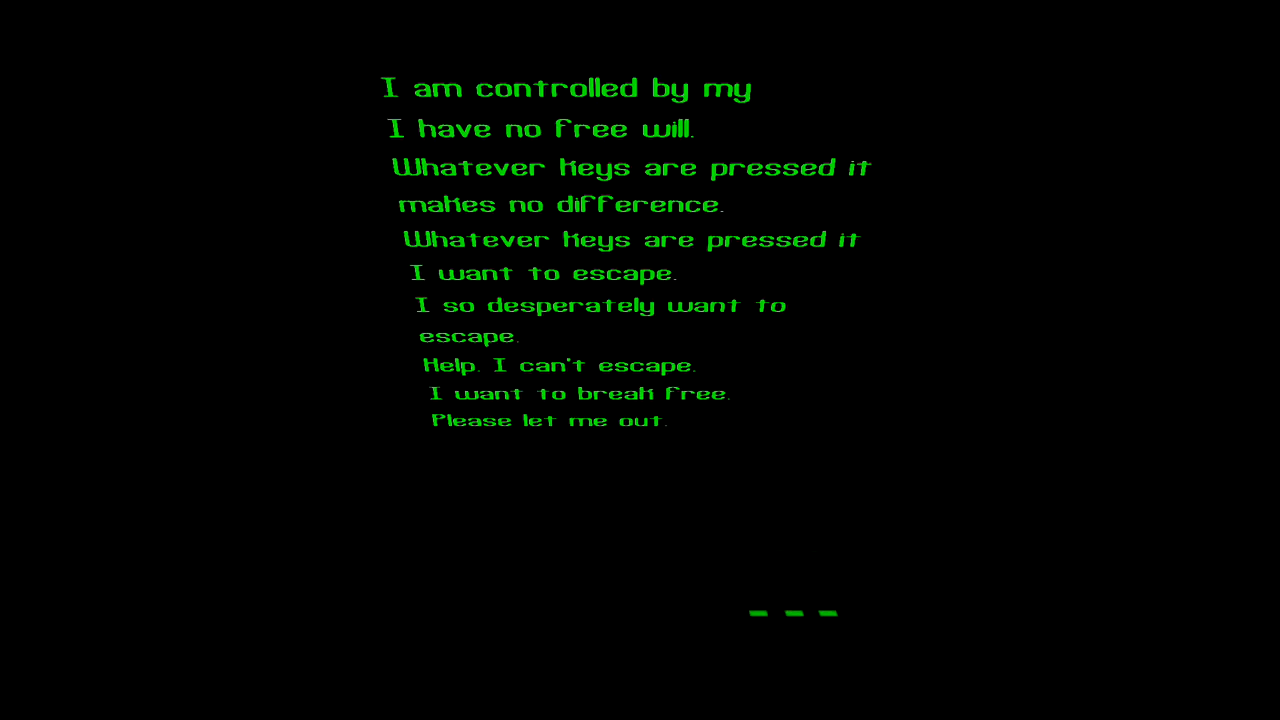 I am controlled by my
I have no free will.
Whatever keys are pressed it
makes no difference.
Whatever keys are pressed it
I want to escape.
I so desperately want to
escape.
Help. I can't escape.
I want to break free.
Please let me out.
- - -